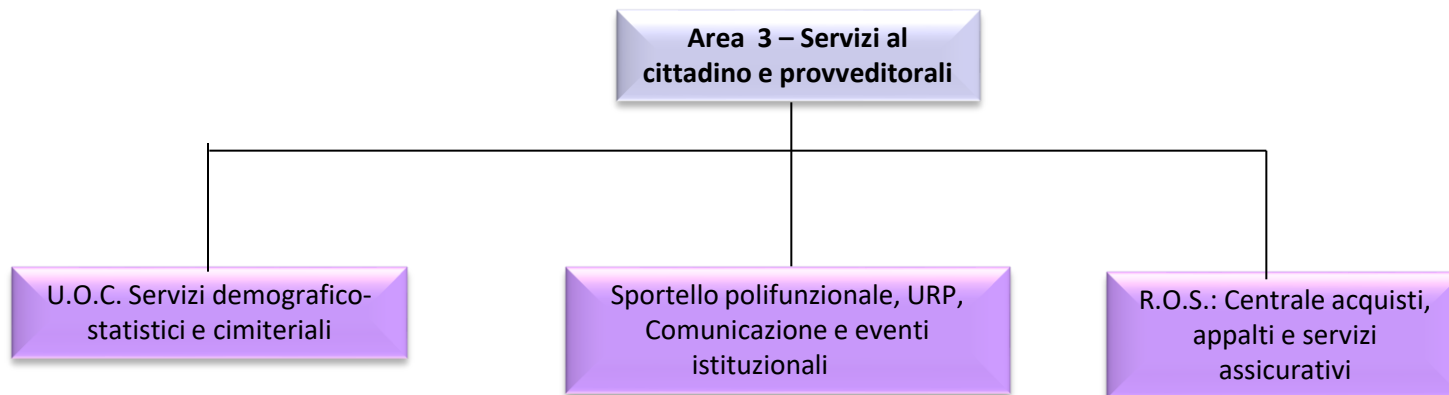 Area 3 – Servizi al
cittadino e provveditorali
U.O.C. Servizi demografico-
statistici e cimiteriali
Sportello polifunzionale, URP,
Comunicazione e eventi
istituzionali
R.O.S.: Centrale acquisti,
appalti e servizi
assicurativi